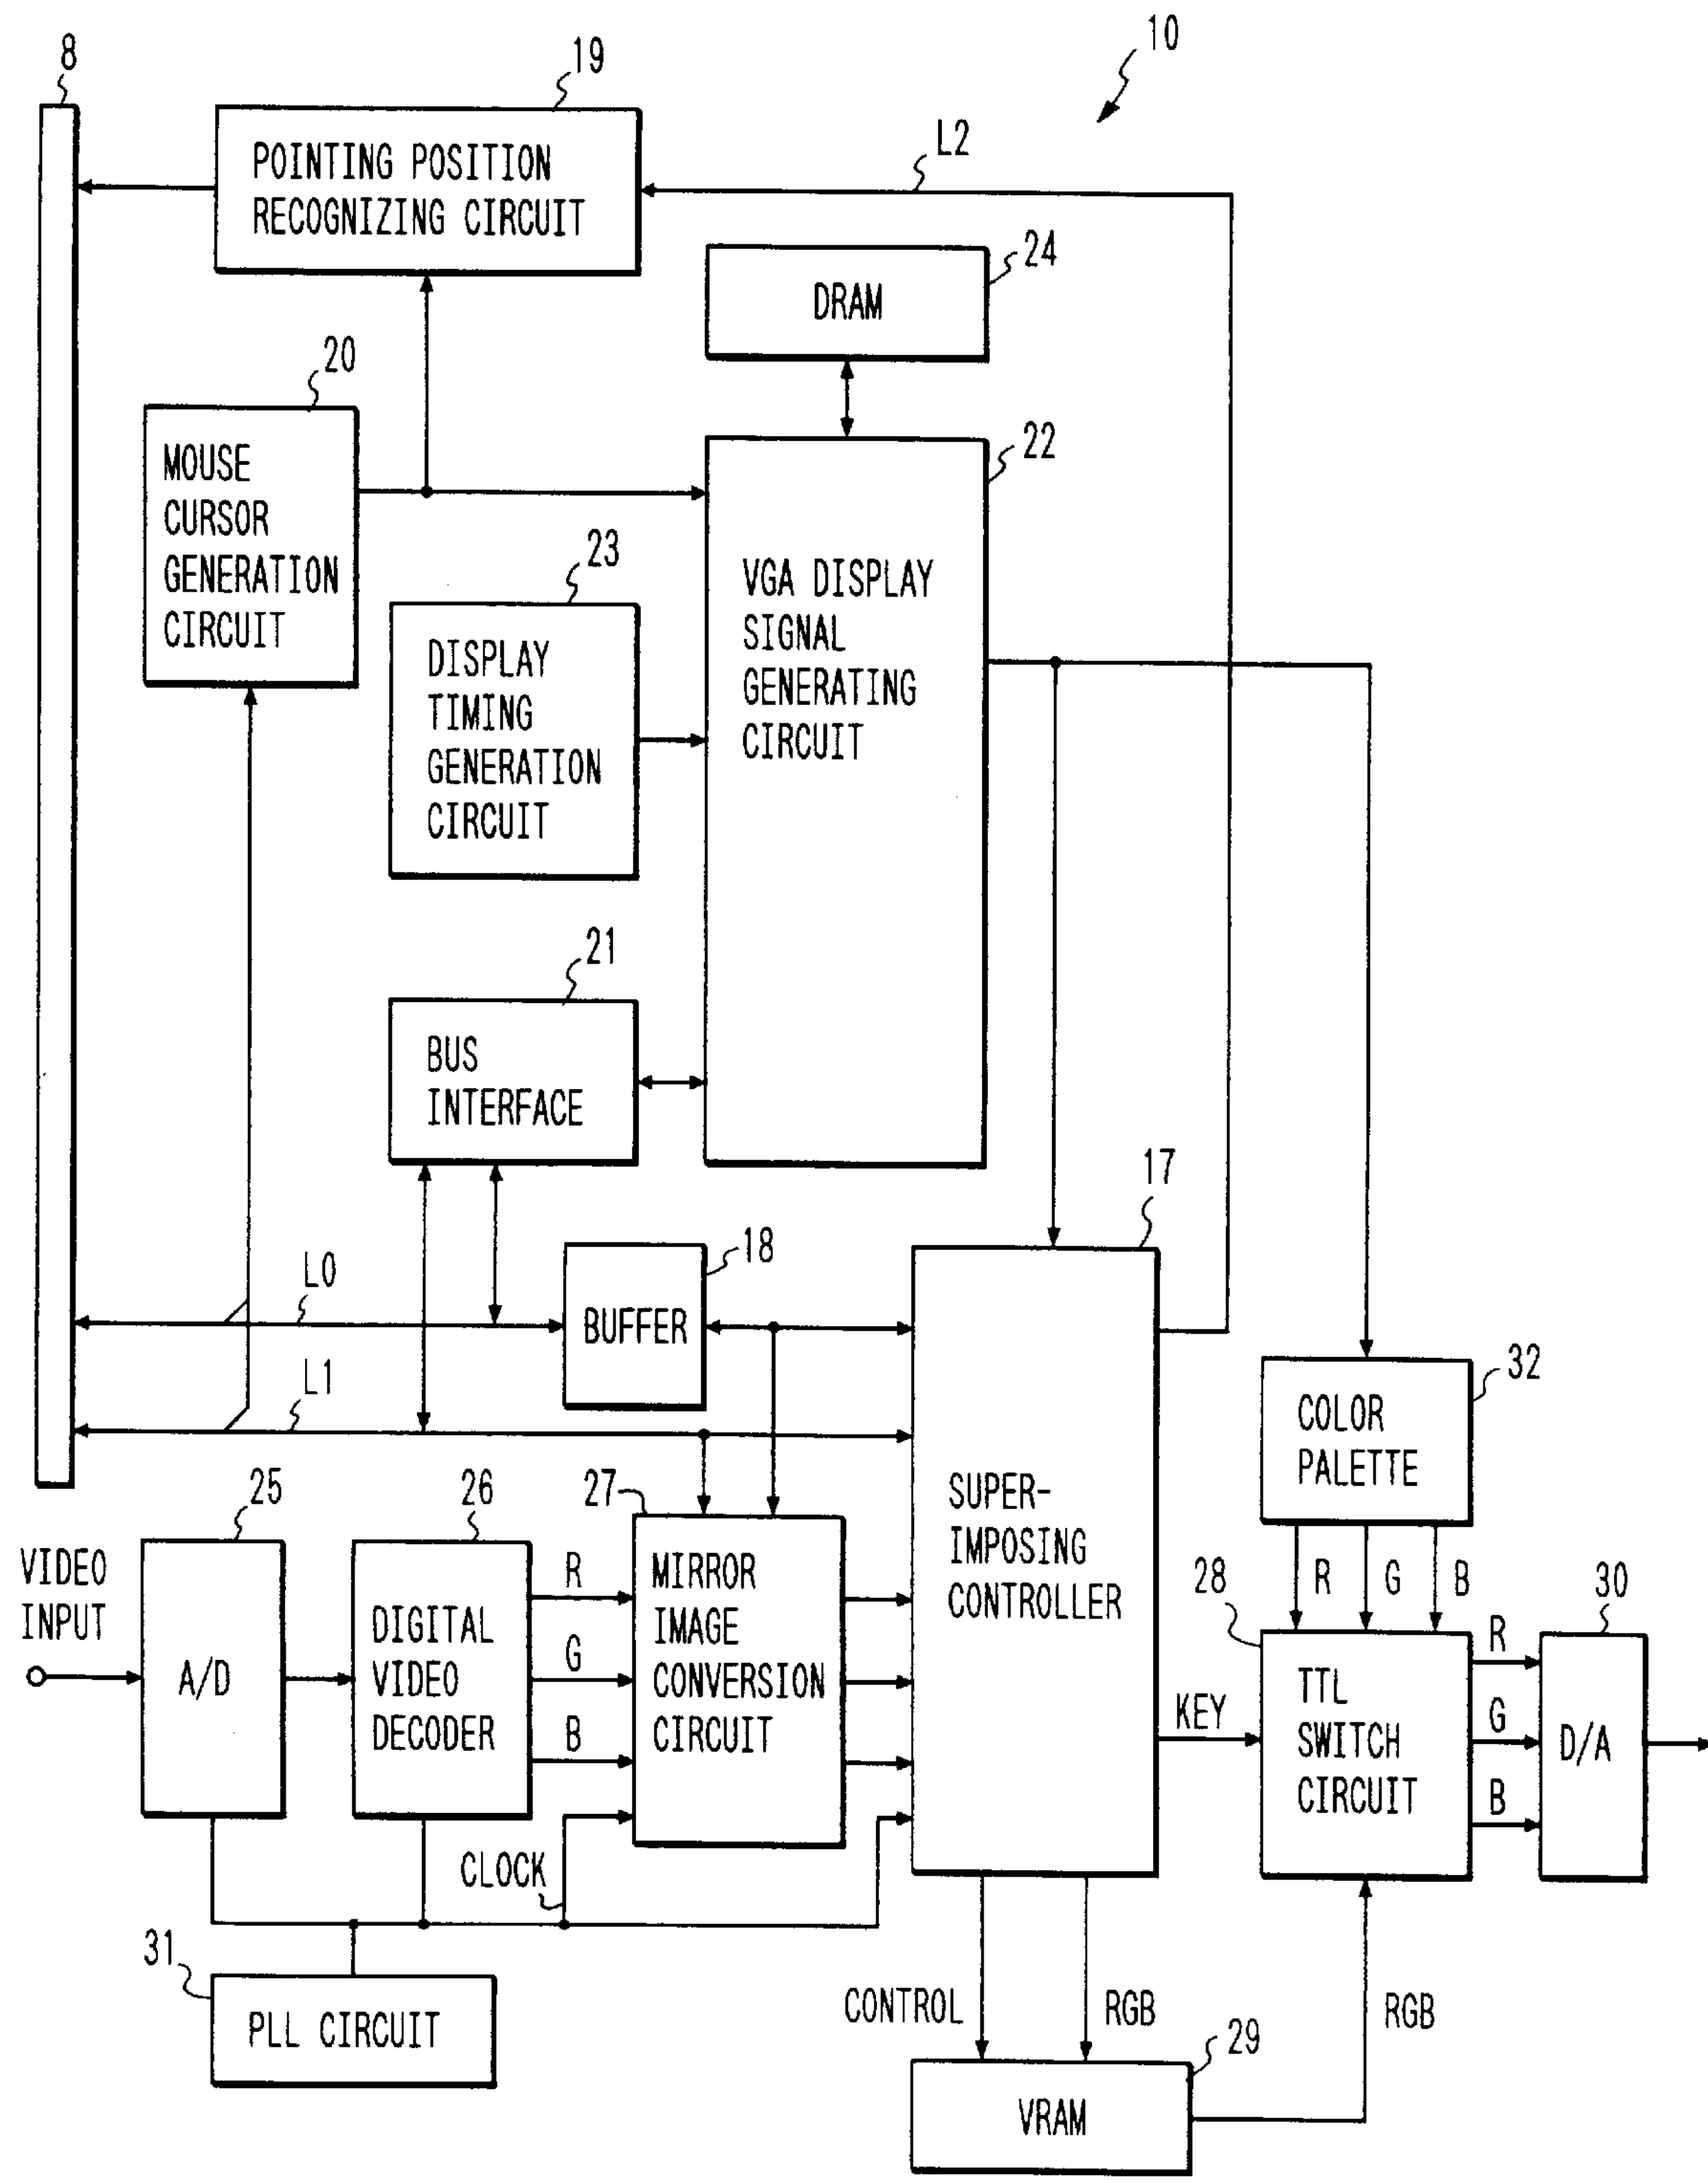 10
8
19
POINTING POSITION
RECOGNIZING CIRCUIT
L2
24
DRAM
20
MOUSE
CURSOR
GENERATION
CIRCUIT
22
VGA DISPLAY
SIGNAL
GENERATING
CIRCUIT
23
DISPLAY
TIMING
GENERATION
CIRCUIT
21
BUS
INTERFACE
17
18
BUFFER
L0
L1
32
COLOR
PALETTE
25
26
27
SUPER-
IMPOSING
CONTROLLER
VIDEO
INPUT
A/D
DIGITAL
VIDEO
DECODER
R
G
B
MIRROR
IMAGE
CONVERSION
CIRCUIT
28
R
G
B
30
KEY
TTL
SWITCH
CIRCUIT
R
G
B
D/A
CLOCK
31
PLL CIRCUIT
CONTROL
RGB
29
RGB
VRAM